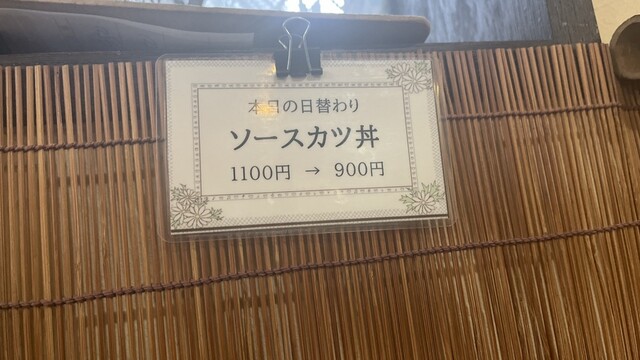 本日の日替わり
ソースカツ丼
1100円 → 900円